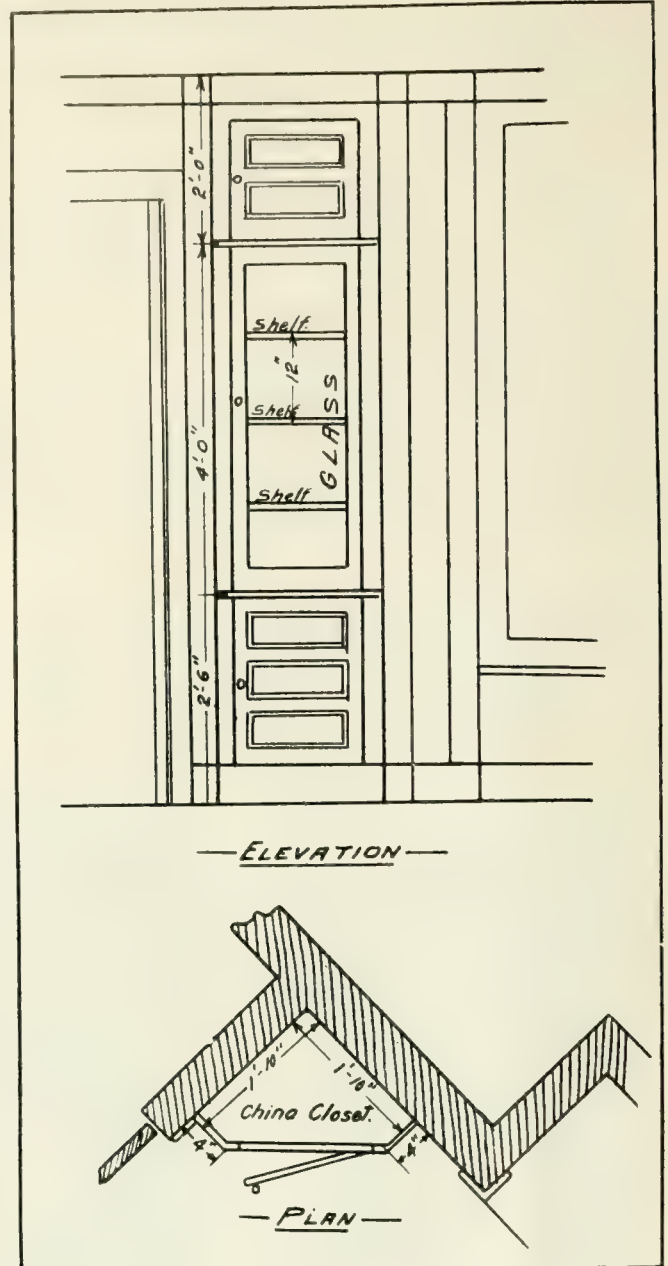 2'-0"
Shelf.
12"
Shelf
GLASS
4'-0"
Shelf
2'-6"
— ELEVATION —
1'-10"
1'-10"
China Closet.
4"
4"
— PLAN —